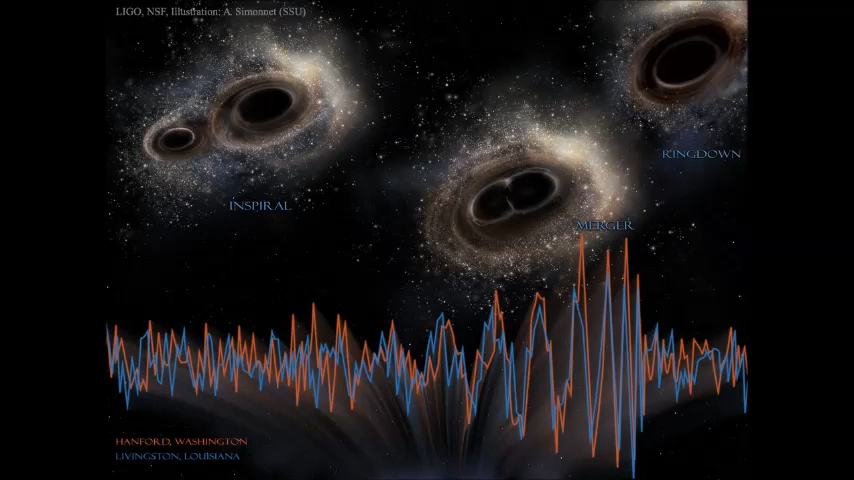 LIGO, NSF, Illustration: A. Simonnet (SSU)
RINGDOWN
INSPIRAL
MERGER
HANFORD, WASHINGTON
LIVINGSTON, LOUISIANA